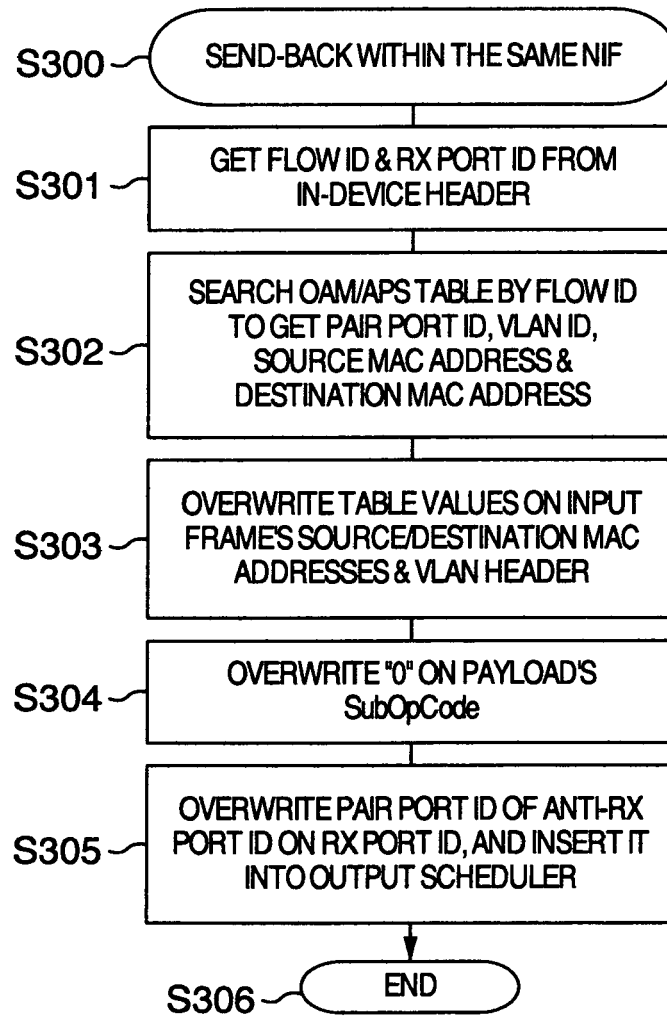 S300
SEND-BACK WITHIN THE SAME NIF
S301
GET FLOW ID & RX PORT ID FROM
IN-DEVICE HEADER
S302
SEARCH OAM/APS TABLE BY FLOW ID
TO GET PAIR PORT ID, VLAN ID,
SOURCE MAC ADDRESS &
DESTINATION MAC ADDRESS
S303
OVERWRITE TABLE VALUES ON INPUT
FRAME'S SOURCE/DESTINATION MAC
ADDRESSES & VLAN HEADER
S304
OVERWRITE "0" ON PAYLOAD'S
SubOpCode
S305
OVERWRITE PAIR PORT ID OF ANTI-RX
PORT ID ON RX PORT ID, AND INSERT IT
INTO OUTPUT SCHEDULER
S306
END